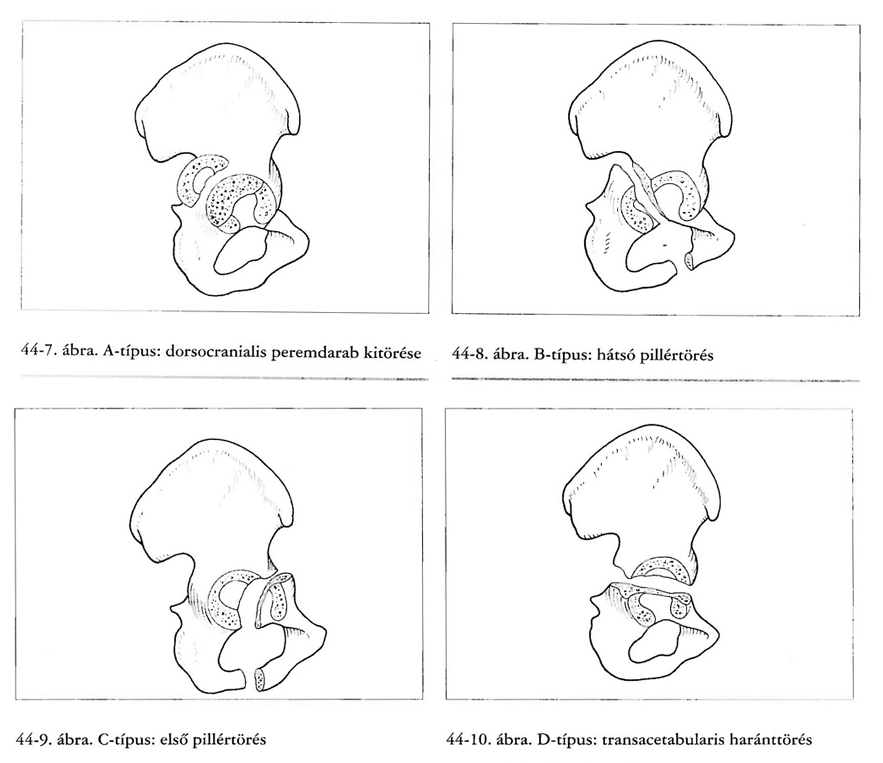 44-7. ábra. A-típus: dorsocranialis peremdarab kitörése
44-8. ábra. B-típus: hátsó pillértörés
44-9. ábra. C-típus: első pillértörés
44-10. ábra. D-típus: transacetabularis haránttörés